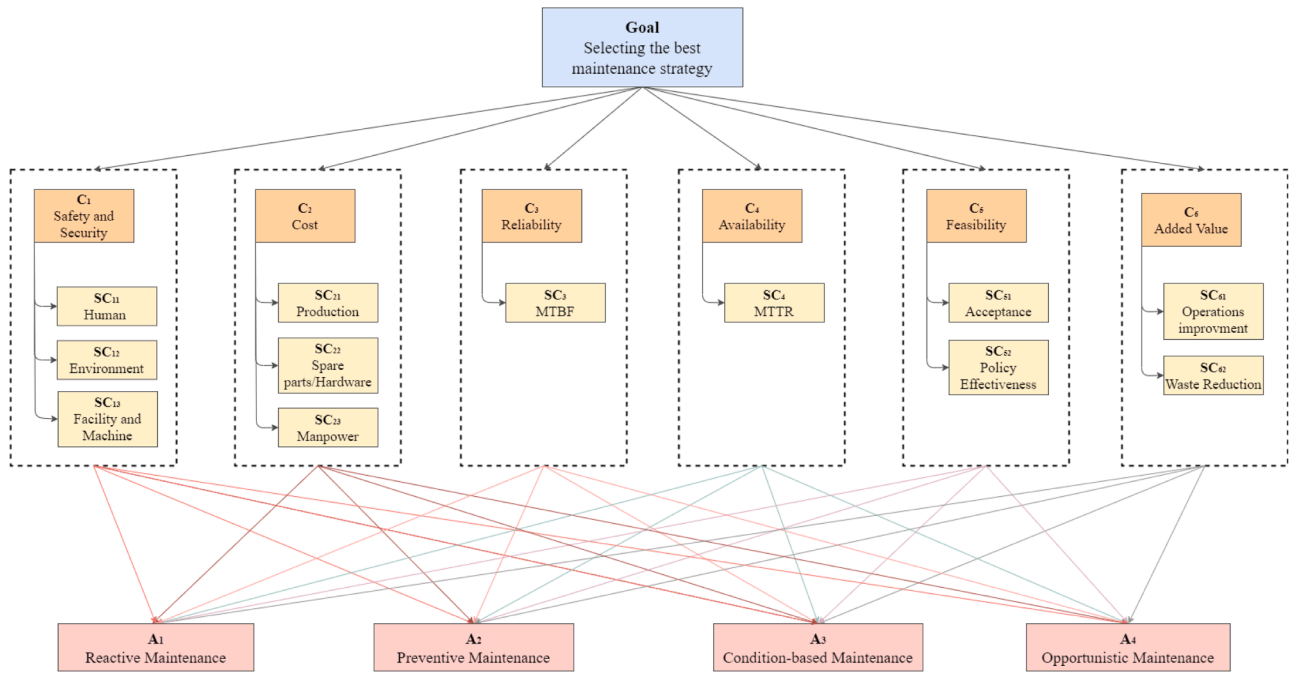 Goal
Selecting the best
maintenance strategy
C₁
Safety and
Security
SC₁₁
Human
SC₁₂
Environment
SC₁₃
Facility and
Machine
C₂
Cost
SC₂₁
Production
SC₂₂
Spare
parts/Hardware
SC₂₃
Manpower
C₃
Reliability
SC₃
MTBF
C₄
Availability
SC₄
MTTR
C₅
Feasibility
SC₅₁
Acceptance
SC₅₂
Policy
Effectiveness
C₆
Added Value
SC₆₁
Operations
improvment
SC₆₂
Waste Reduction
A₁
Reactive Maintenance
A₂
Preventive Maintenance
A₃
Condition-based Maintenance
A₄
Opportunistic Maintenance